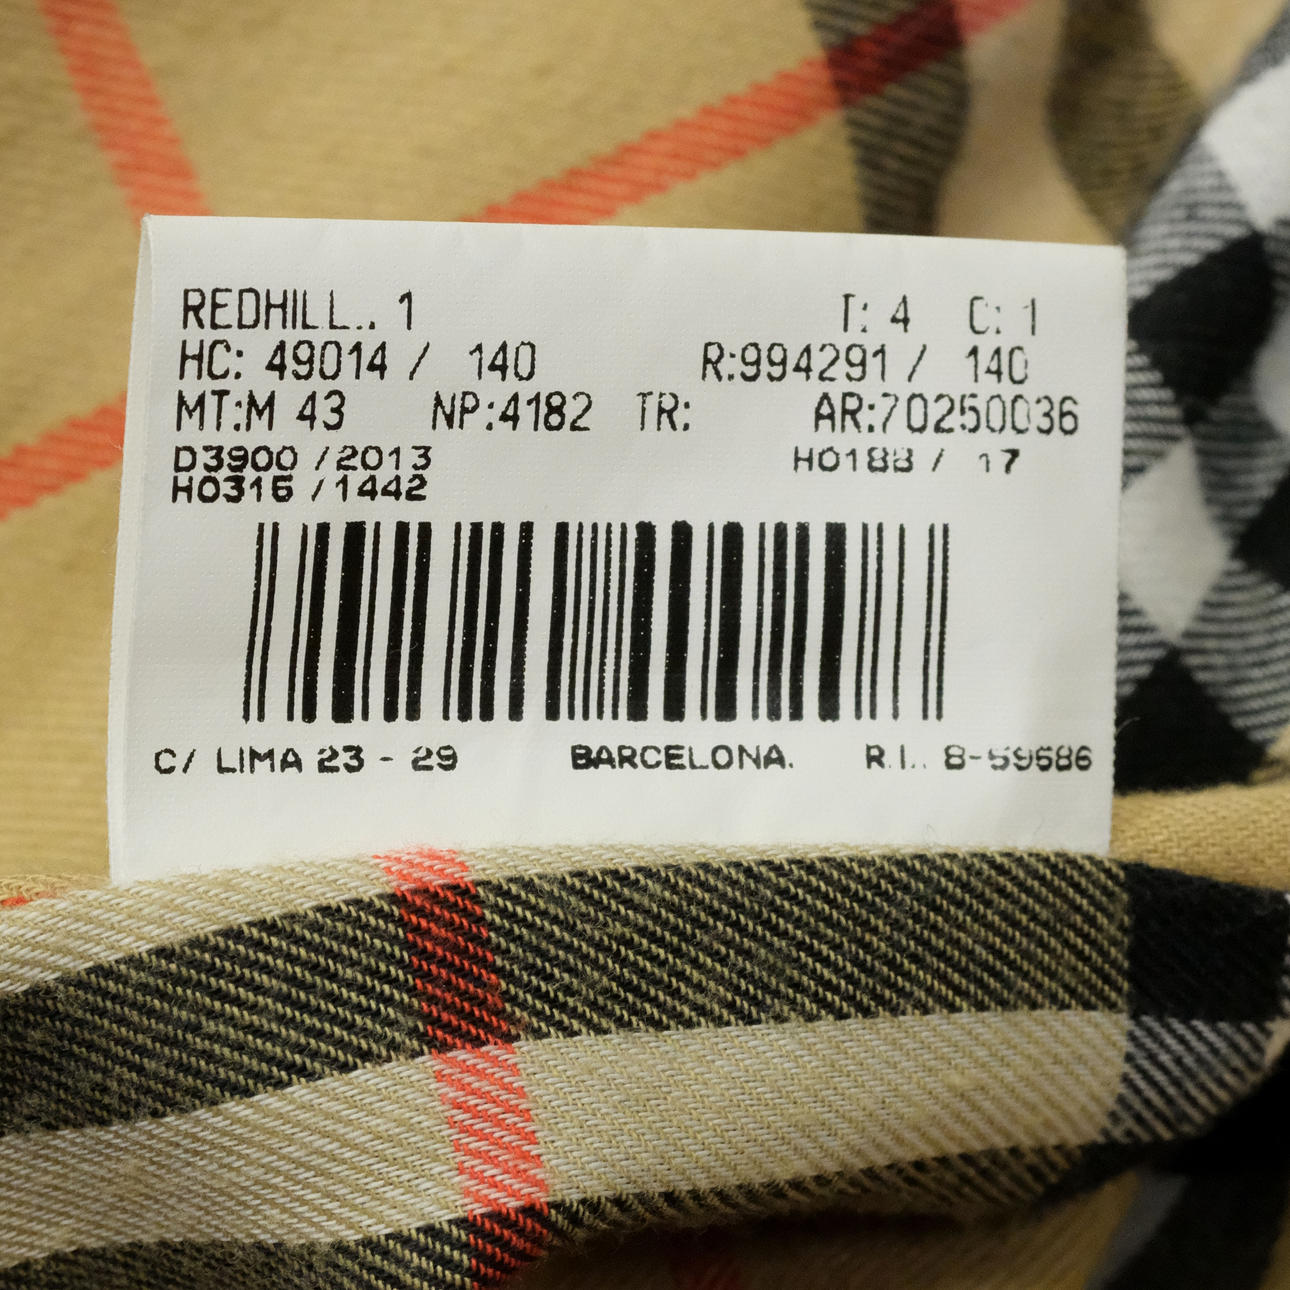 REDHILL.. 1 T: 4 C: 1
HC: 49014 / 140 R:994291 / 140
MT:M 43 NP:4182 TR: AR:70250036
D3900 /2013 H0188 / 17
H0316 /1442
C/ LIMA 23 - 29 BARCELONA. R.I.. 8-59686